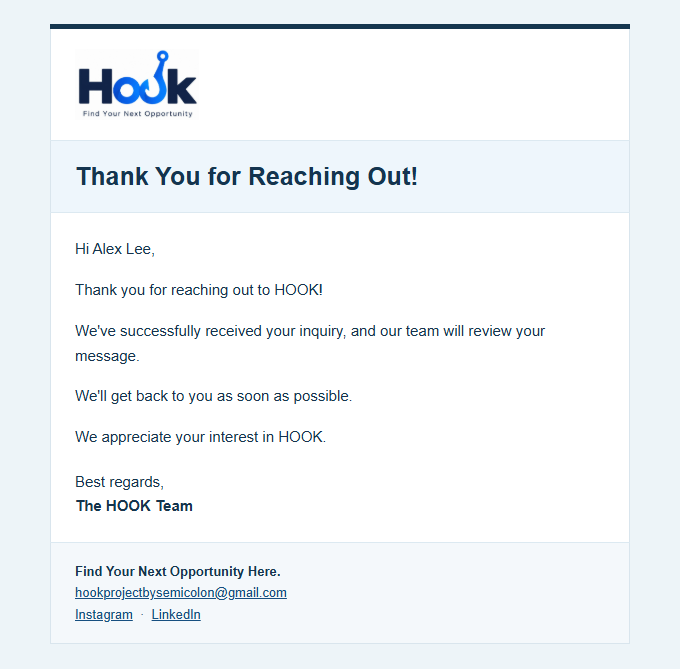 Hook
Find Your Next Opportunity
Thank You for Reaching Out!
Hi Alex Lee,
Thank you for reaching out to HOOK!
We've successfully received your inquiry, and our team will review your
message.
We'll get back to you as soon as possible.
We appreciate your interest in HOOK.
Best regards,
The HOOK Team
Find Your Next Opportunity Here.
hookprojectbysemicolon@gmail.com
Instagram · LinkedIn